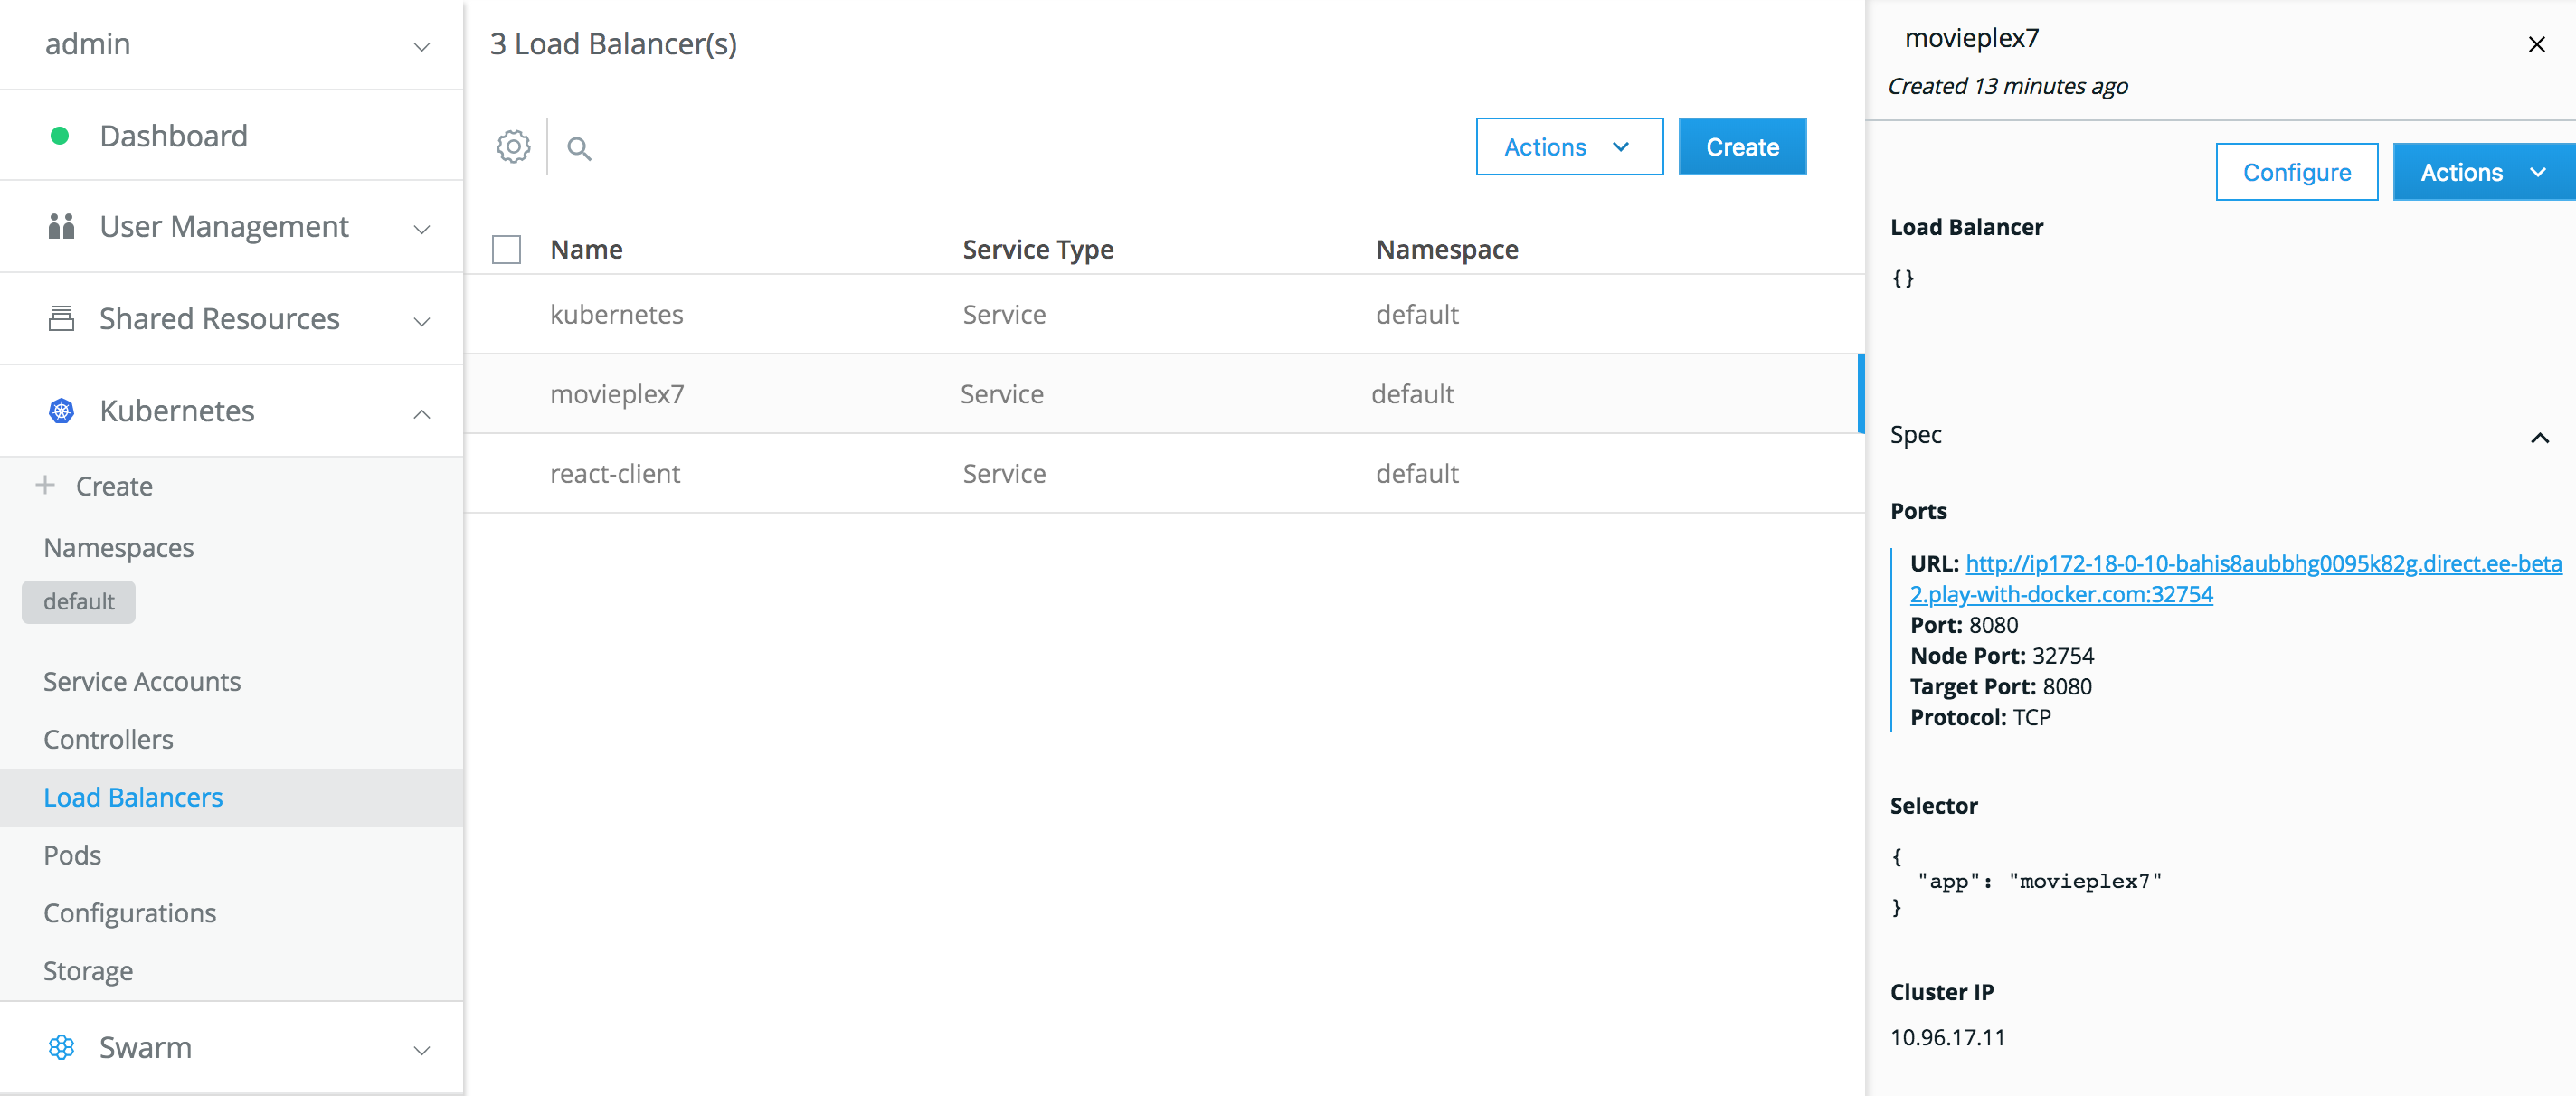 admin
Dashboard
User Management
Shared Resources
Kubernetes
Create
Namespaces
default
Service Accounts
Controllers
Load Balancers
Pods
Configurations
Storage
Swarm
3 Load Balancer(s)
Actions
Create
Name Service Type Namespace
kubernetes Service default
movieplex7 Service default
react-client Service default
movieplex7
Created 13 minutes ago
Configure
Actions
Load Balancer
{}
Spec
Ports
URL: http://ip172-18-0-10-bahis8aubbhg0095k82g.direct.ee-beta
2.play-with-docker.com:32754
Port: 8080
Node Port: 32754
Target Port: 8080
Protocol: TCP
Selector
{
"app": "movieplex7"
}
Cluster IP
10.96.17.11